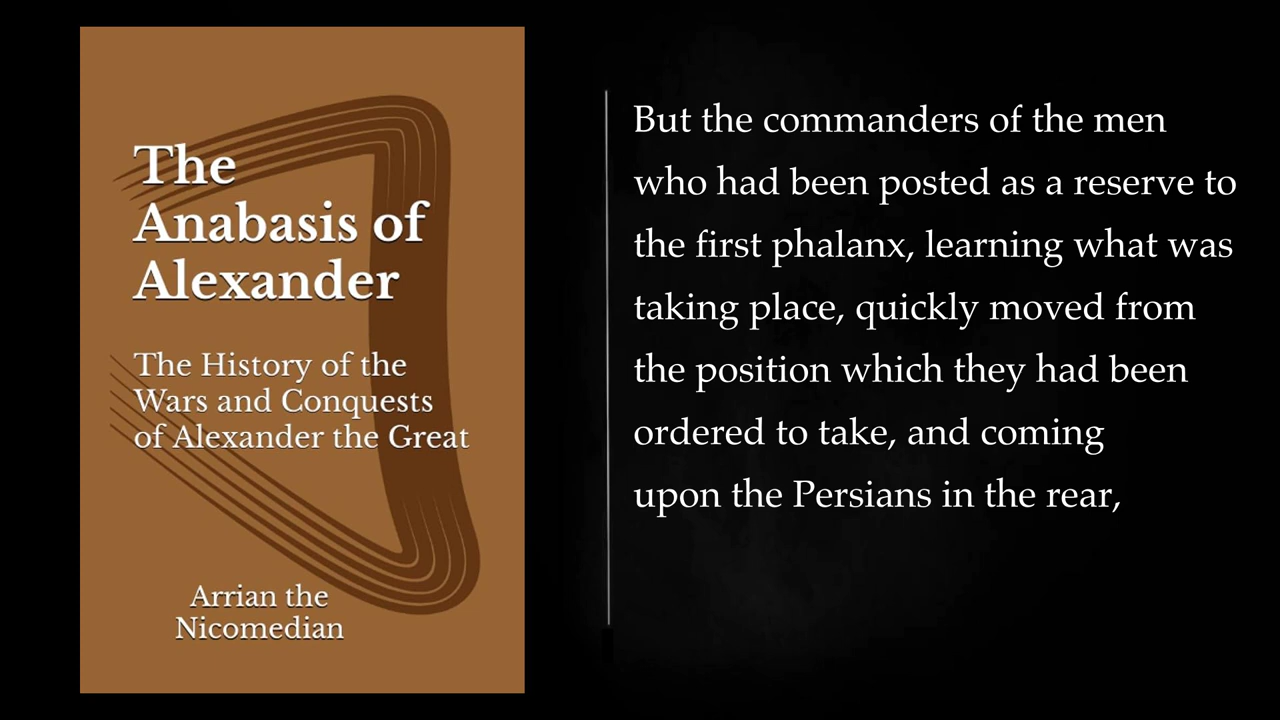 The
Anabasis of
Alexander
The History of the
Wars and Conquests
of Alexander the Great
Arrian the
Nicomedian
But the commanders of the men
who had been posted as a reserve to
the first phalanx, learning what was
taking place, quickly moved from
the position which they had been
ordered to take, and coming
upon the Persians in the rear,